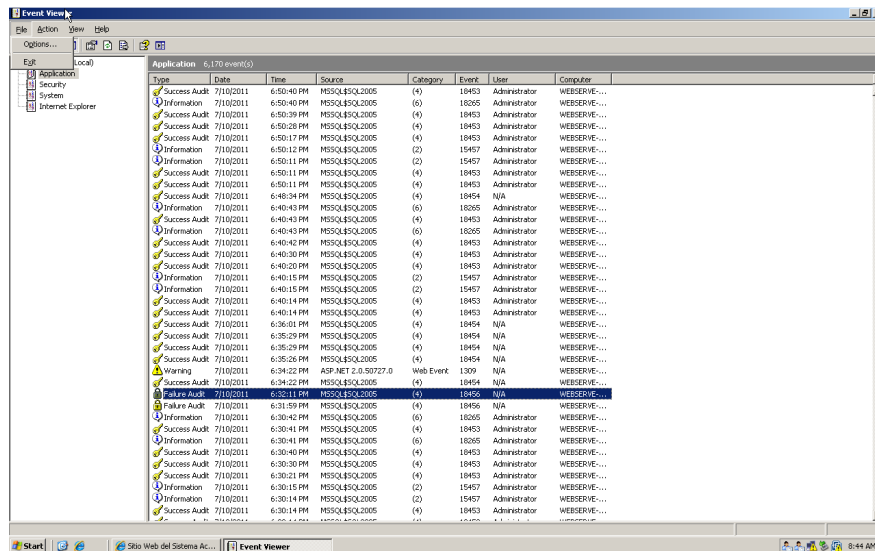 Event Viewer
File Action View Help
Options...
Exit
Local)
Application
Security
System
Internet Explorer
Application 6,170 event(s)
Type Date Time Source Category Event User Computer
Success Audit 7/10/2011 6:50:40 PM MSSQL$SQL2005 (4) 18453 Administrator WEBSERVE-...
Information 7/10/2011 6:50:40 PM MSSQL$SQL2005 (6) 18265 Administrator WEBSERVE-...
Success Audit 7/10/2011 6:50:39 PM MSSQL$SQL2005 (4) 18453 Administrator WEBSERVE-...
Success Audit 7/10/2011 6:50:28 PM MSSQL$SQL2005 (4) 18453 Administrator WEBSERVE-...
Success Audit 7/10/2011 6:50:17 PM MSSQL$SQL2005 (4) 18453 Administrator WEBSERVE-...
Information 7/10/2011 6:50:12 PM MSSQL$SQL2005 (2) 15457 Administrator WEBSERVE-...
Information 7/10/2011 6:50:11 PM MSSQL$SQL2005 (2) 15457 Administrator WEBSERVE-...
Success Audit 7/10/2011 6:50:11 PM MSSQL$SQL2005 (4) 18453 Administrator WEBSERVE-...
Success Audit 7/10/2011 6:50:11 PM MSSQL$SQL2005 (4) 18453 Administrator WEBSERVE-...
Success Audit 7/10/2011 6:48:34 PM MSSQL$SQL2005 (4) 18454 N/A WEBSERVE-...
Information 7/10/2011 6:40:43 PM MSSQL$SQL2005 (6) 18265 Administrator WEBSERVE-...
Success Audit 7/10/2011 6:40:43 PM MSSQL$SQL2005 (4) 18453 Administrator WEBSERVE-...
Information 7/10/2011 6:40:43 PM MSSQL$SQL2005 (6) 18265 Administrator WEBSERVE-...
Success Audit 7/10/2011 6:40:42 PM MSSQL$SQL2005 (4) 18453 Administrator WEBSERVE-...
Success Audit 7/10/2011 6:40:30 PM MSSQL$SQL2005 (4) 18453 Administrator WEBSERVE-...
Success Audit 7/10/2011 6:40:20 PM MSSQL$SQL2005 (4) 18453 Administrator WEBSERVE-...
Information 7/10/2011 6:40:15 PM MSSQL$SQL2005 (2) 15457 Administrator WEBSERVE-...
Information 7/10/2011 6:40:15 PM MSSQL$SQL2005 (2) 15457 Administrator WEBSERVE-...
Success Audit 7/10/2011 6:40:14 PM MSSQL$SQL2005 (4) 18453 Administrator WEBSERVE-...
Success Audit 7/10/2011 6:40:14 PM MSSQL$SQL2005 (4) 18453 Administrator WEBSERVE-...
Success Audit 7/10/2011 6:36:01 PM MSSQL$SQL2005 (4) 18454 N/A WEBSERVE-...
Success Audit 7/10/2011 6:35:29 PM MSSQL$SQL2005 (4) 18454 N/A WEBSERVE-...
Success Audit 7/10/2011 6:35:29 PM MSSQL$SQL2005 (4) 18454 N/A WEBSERVE-...
Success Audit 7/10/2011 6:35:26 PM MSSQL$SQL2005 (4) 18454 N/A WEBSERVE-...
Warning 7/10/2011 6:34:22 PM ASP.NET 2.0.50727.0 Web Event 1309 N/A WEBSERVE-...
Success Audit 7/10/2011 6:34:22 PM MSSQL$SQL2005 (4) 18454 N/A WEBSERVE-...
Failure Audit 7/10/2011 6:32:11 PM MSSQL$SQL2005 (4) 18456 N/A WEBSERVE-...
Failure Audit 7/10/2011 6:31:59 PM MSSQL$SQL2005 (4) 18456 N/A WEBSERVE-...
Information 7/10/2011 6:30:42 PM MSSQL$SQL2005 (6) 18265 Administrator WEBSERVE-...
Success Audit 7/10/2011 6:30:41 PM MSSQL$SQL2005 (4) 18453 Administrator WEBSERVE-...
Information 7/10/2011 6:30:41 PM MSSQL$SQL2005 (6) 18265 Administrator WEBSERVE-...
Success Audit 7/10/2011 6:30:40 PM MSSQL$SQL2005 (4) 18453 Administrator WEBSERVE-...
Success Audit 7/10/2011 6:30:30 PM MSSQL$SQL2005 (4) 18453 Administrator WEBSERVE-...
Success Audit 7/10/2011 6:30:21 PM MSSQL$SQL2005 (4) 18453 Administrator WEBSERVE-...
Information 7/10/2011 6:30:15 PM MSSQL$SQL2005 (2) 15457 Administrator WEBSERVE-...
Information 7/10/2011 6:30:14 PM MSSQL$SQL2005 (2) 15457 Administrator WEBSERVE-...
Success Audit 7/10/2011 6:30:14 PM MSSQL$SQL2005 (4) 18453 Administrator WEBSERVE-...
Start Sitio Web del Sistema Ac... Event Viewer 8:44 AM